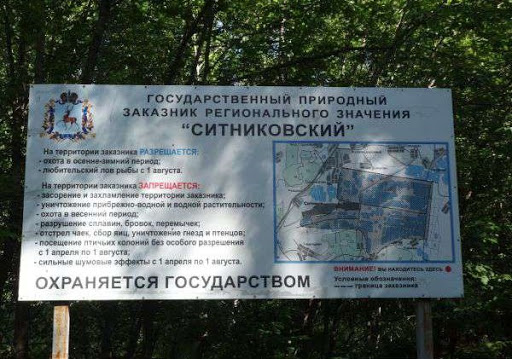 ГОСУДАРСТВЕННЫЙ ПРИРОДНЫЙ
ЗАКАЗНИК РЕГИОНАЛЬНОГО ЗНАЧЕНИЯ
"СИТНИКОВСКИЙ"
На территории заказника РАЗРЕШАЕТСЯ:
- охота в осенне-зимний период;
- любительский лов рыбы с 1 августа.
На территории заказника ЗАПРЕЩАЕТСЯ:
- засорение и захламление территории заказника;
- уничтожение прибрежно-водной и водной растительности;
- охота в весенний период;
- разрушение сплавин, бровок, перемычек;
- отстрел чаек, сбор яиц, уничтожение гнезд и птенцов;
- посещение птичьих колоний без особого разрешения
с 1 апреля по 1 августа;
- сильные шумовые эффекты с 1 апреля по 1 августа.
ОХРАНЯЕТСЯ ГОСУДАРСТВОМ
ВНИМАНИЕ! ВЫ НАХОДИТЕСЬ ЗДЕСЬ
Условные обозначения:
граница заказника